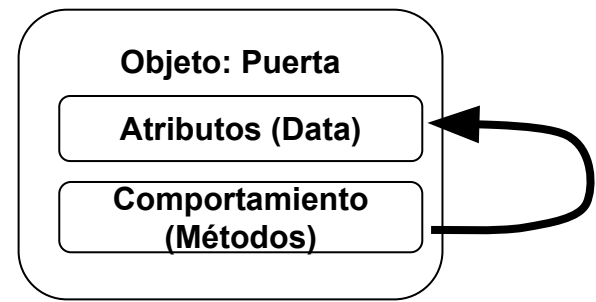 Objeto: Puerta
Atributos (Data)
Comportamiento
(Métodos)